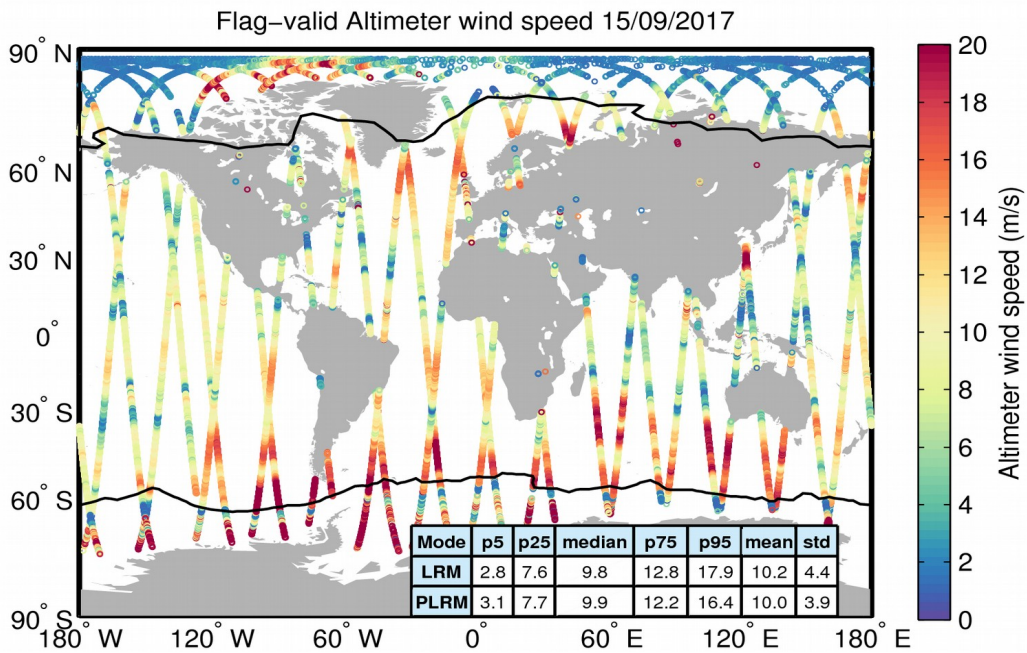 Flag-valid Altimeter wind speed 15/09/2017
90° N
60° N
30° N
0°
30° S
60° S
90° S
180° W
120° W
60° W
0°
60° E
120° E
180° E
Mode p5 p25 median p75 p95 mean std
LRM 2.8 7.6 9.8 12.8 17.9 10.2 4.4
PLRM 3.1 7.7 9.9 12.2 16.4 10.0 3.9
20
18
16
14
12
10
8
6
4
2
0
Altimeter wind speed (m/s)